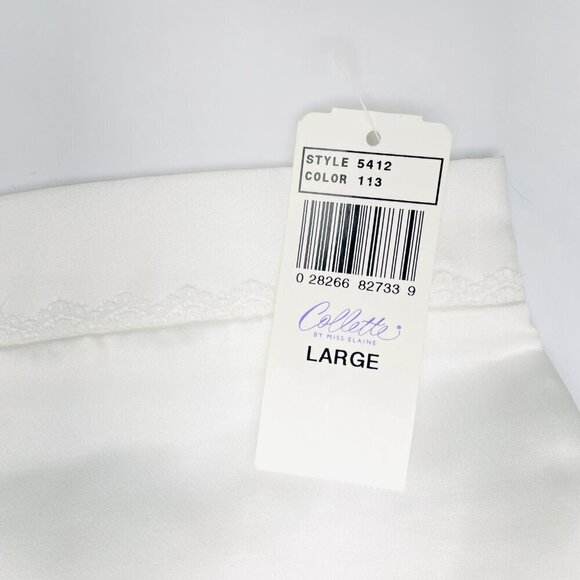 STYLE 5412
COLOR 113
0 28266 82733 9
Collette
BY MISS ELAINE
LARGE